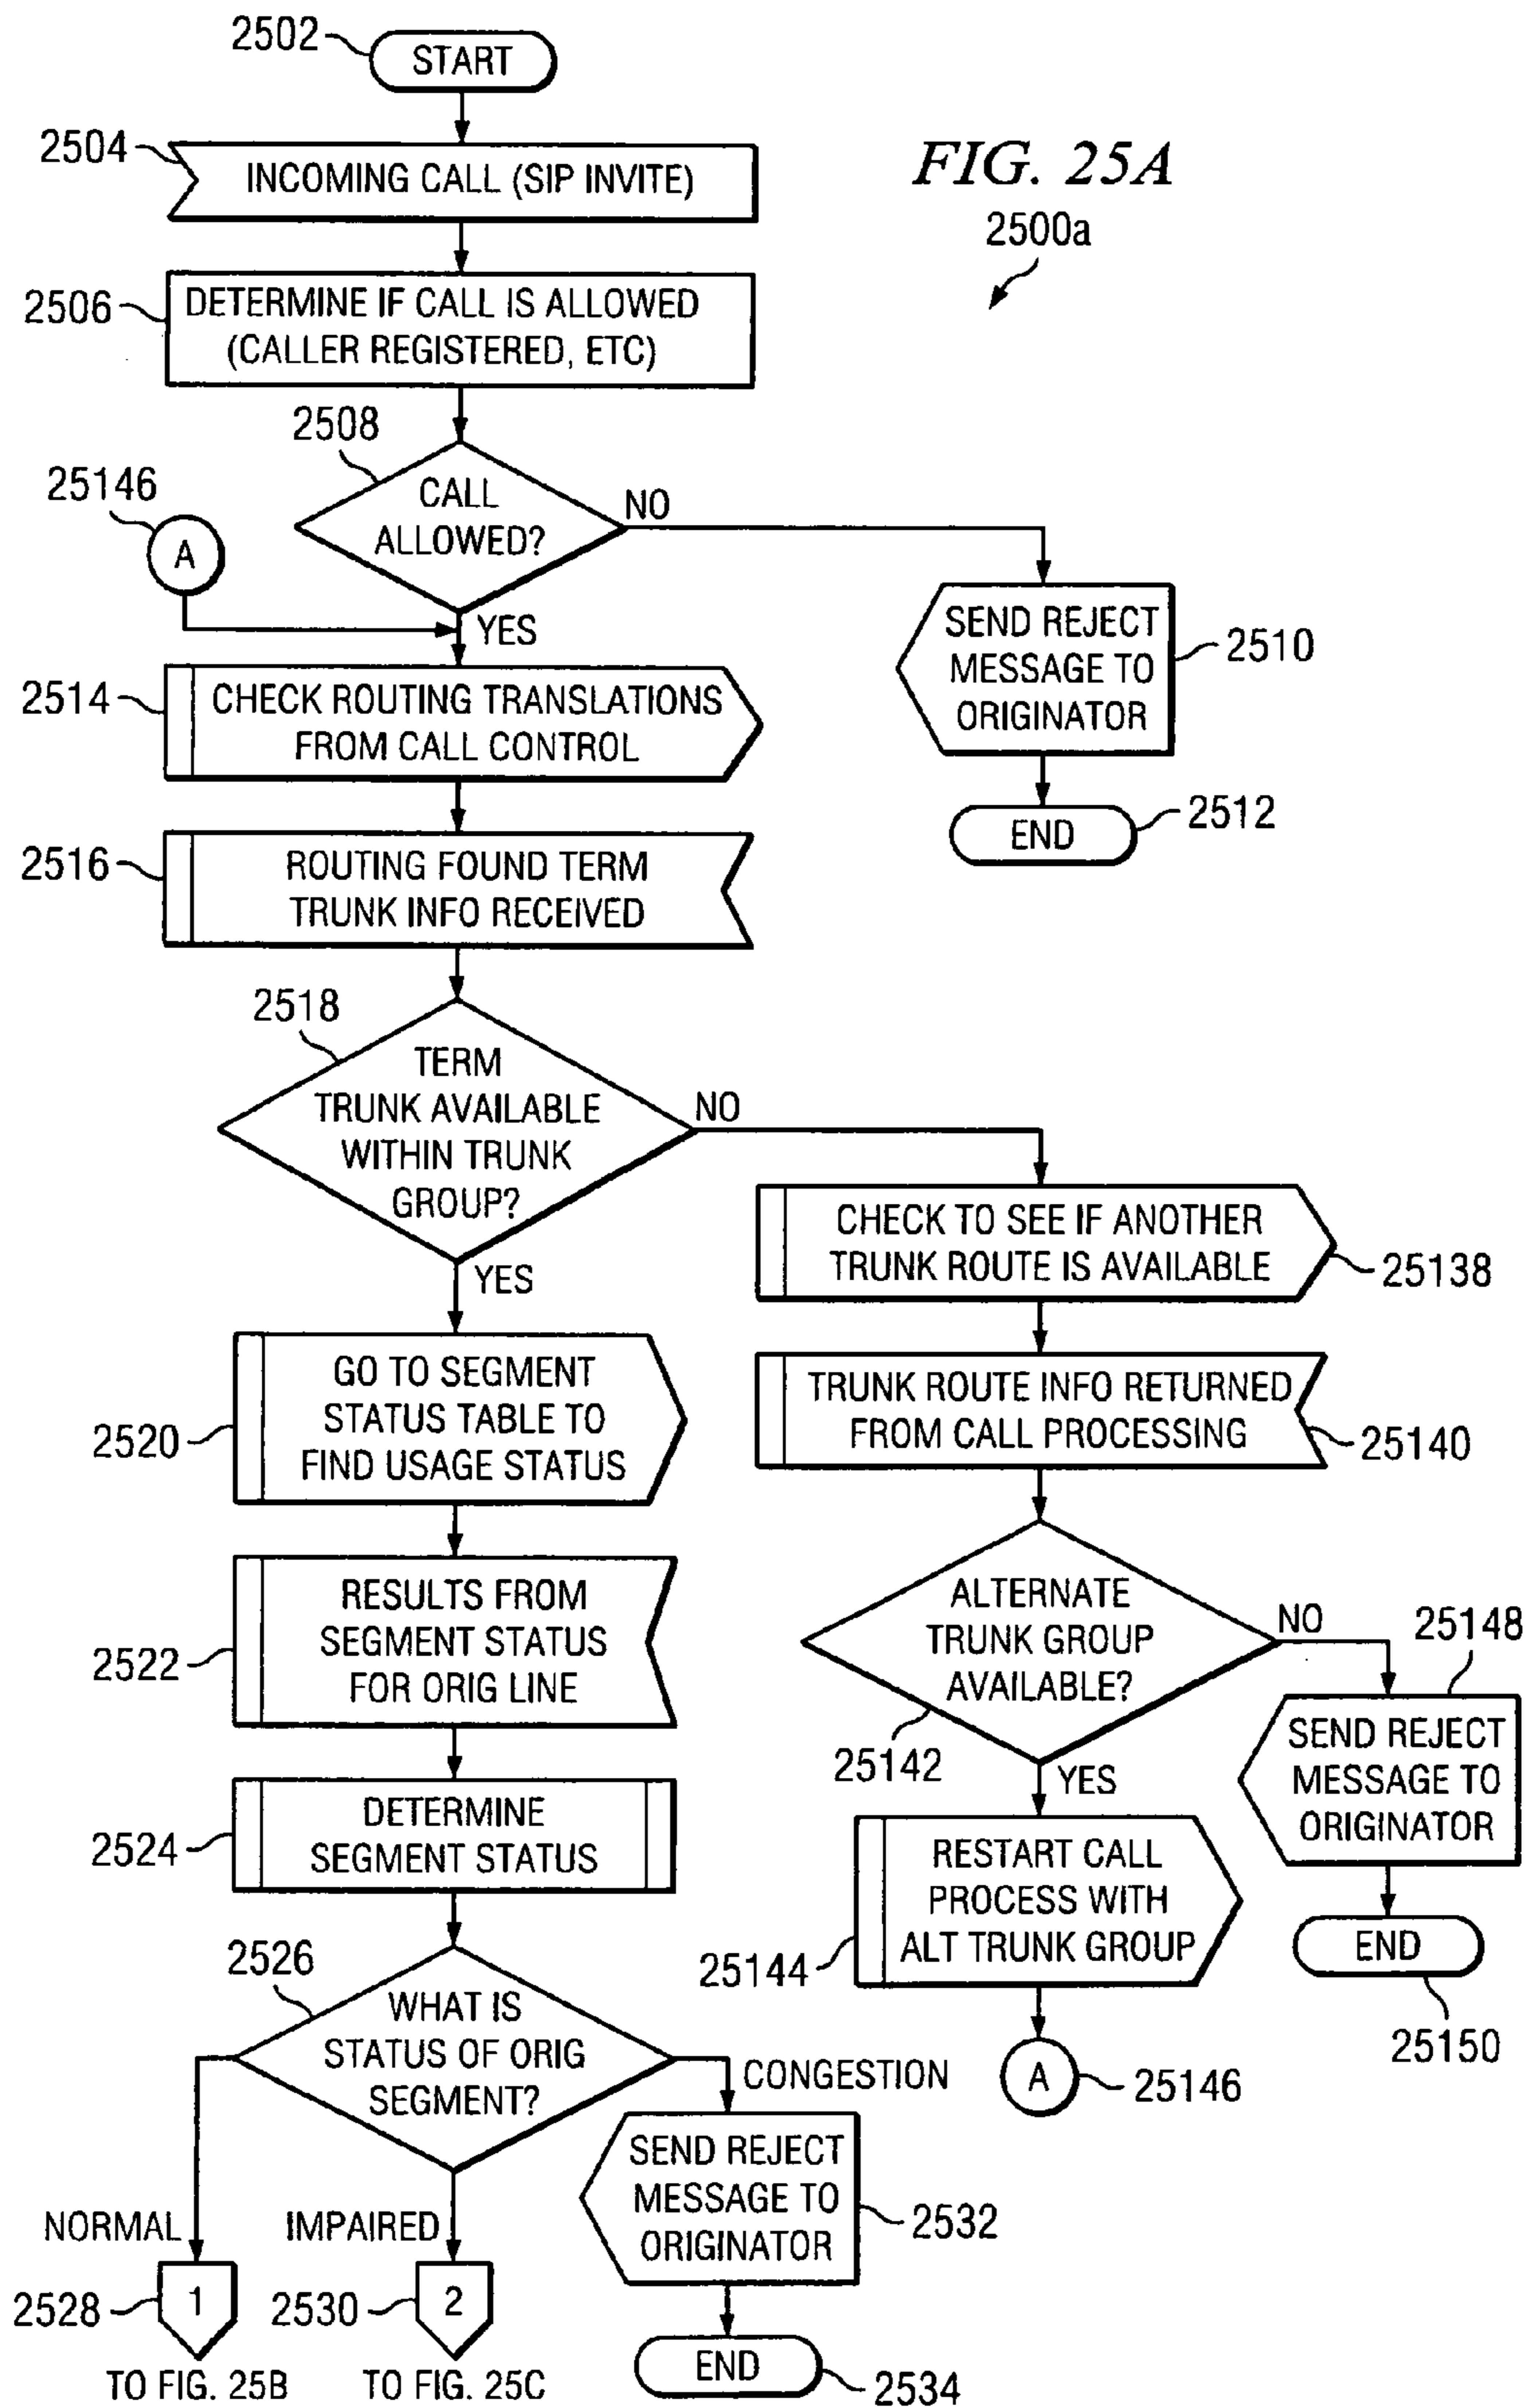 2502
START
2504
INCOMING CALL (SIP INVITE)
FIG. 25A
2500a
2506
DETERMINE IF CALL IS ALLOWED
(CALLER REGISTERED, ETC)
2508
CALL
ALLOWED?
NO
YES
25146
A
SEND REJECT
MESSAGE TO
ORIGINATOR
2510
END
2512
2514
CHECK ROUTING TRANSLATIONS
FROM CALL CONTROL
2516
ROUTING FOUND TERM
TRUNK INFO RECEIVED
2518
TERM
TRUNK AVAILABLE
WITHIN TRUNK
GROUP?
NO
YES
CHECK TO SEE IF ANOTHER
TRUNK ROUTE IS AVAILABLE
25138
TRUNK ROUTE INFO RETURNED
FROM CALL PROCESSING
25140
2520
GO TO SEGMENT
STATUS TABLE TO
FIND USAGE STATUS
2522
RESULTS FROM
SEGMENT STATUS
FOR ORIG LINE
ALTERNATE
TRUNK GROUP
AVAILABLE?
25142
NO
YES
25148
SEND REJECT
MESSAGE TO
ORIGINATOR
END
25150
2524
DETERMINE
SEGMENT STATUS
RESTART CALL
PROCESS WITH
ALT TRUNK GROUP
25144
A
25146
2526
WHAT IS
STATUS OF ORIG
SEGMENT?
CONGESTION
SEND REJECT
MESSAGE TO
ORIGINATOR
2532
NORMAL
IMPAIRED
2528
1
2530
2
TO FIG. 25B
TO FIG. 25C
END
2534